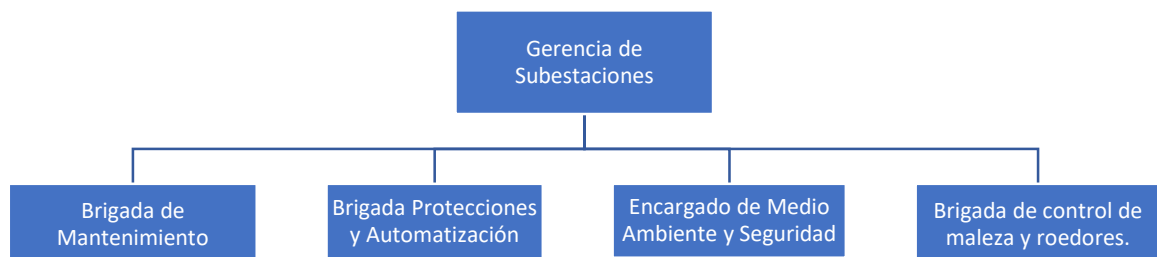 Gerencia de
Subestaciones
Brigada de
Mantenimiento
Brigada Protecciones
y Automatización
Encargado de Medio
Ambiente y Seguridad
Brigada de control de
maleza y roedores.